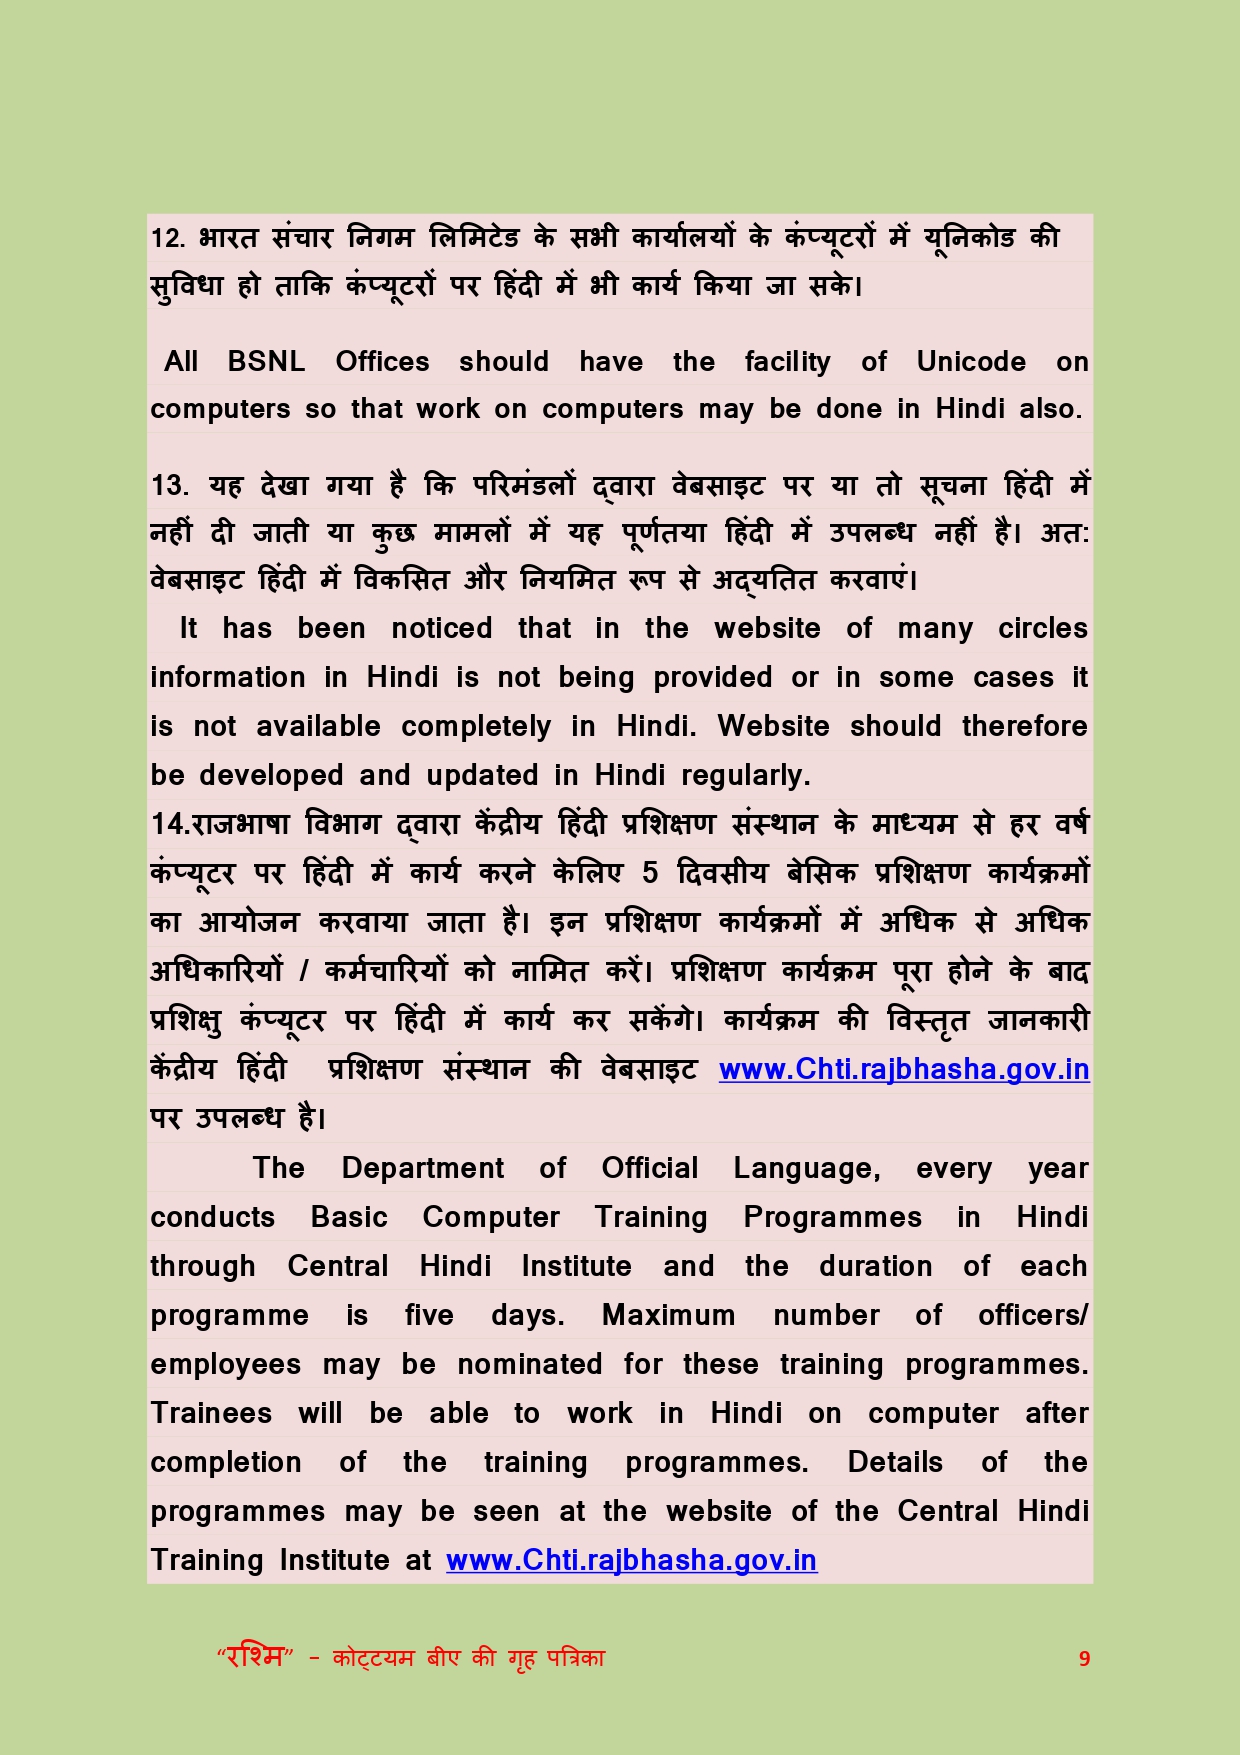 12. भारत संचार निगम लिमिटेड के सभी कार्यालयों के कंप्यूटरों में यूनिकोड की
सुविधा हो ताकि कंप्यूटरों पर हिंदी में भी कार्य किया जा सके।
All BSNL Offices should have the facility of Unicode on
computers so that work on computers may be done in Hindi also.
13. यह देखा गया है कि परिमंडलों द्वारा वेबसाइट पर या तो सूचना हिंदी में
नहीं दी जाती या कुछ मामलों में यह पूर्णतया हिंदी में उपलब्ध नहीं है। अत:
वेबसाइट हिंदी में विकसित और नियमित रूप से अद्यतित करवाएं।
It has been noticed that in the website of many circles
information in Hindi is not being provided or in some cases it
is not available completely in Hindi. Website should therefore
be developed and updated in Hindi regularly.
14.राजभाषा विभाग द्वारा केंद्रीय हिंदी प्रशिक्षण संस्थान के माध्यम से हर वर्ष
कंप्यूटर पर हिंदी में कार्य करने केलिए 5 दिवसीय बेसिक प्रशिक्षण कार्यक्रमों
का आयोजन करवाया जाता है। इन प्रशिक्षण कार्यक्रमों में अधिक से अधिक
अधिकारियों / कर्मचारियों को नामित करें। प्रशिक्षण कार्यक्रम पूरा होने के बाद
प्रशिक्षु कंप्यूटर पर हिंदी में कार्य कर सकेंगे। कार्यक्रम की विस्तृत जानकारी
केंद्रीय हिंदी प्रशिक्षण संस्थान की वेबसाइट www.Chti.rajbhasha.gov.in
पर उपलब्ध है।
The Department of Official Language, every year
conducts Basic Computer Training Programmes in Hindi
through Central Hindi Institute and the duration of each
programme is five days. Maximum number of officers/
employees may be nominated for these training programmes.
Trainees will be able to work in Hindi on computer after
completion of the training programmes. Details of the
programmes may be seen at the website of the Central Hindi
Training Institute at www.Chti.rajbhasha.gov.in
“रश्मि” – कोट्टयम बीए की गृह पत्रिका 9